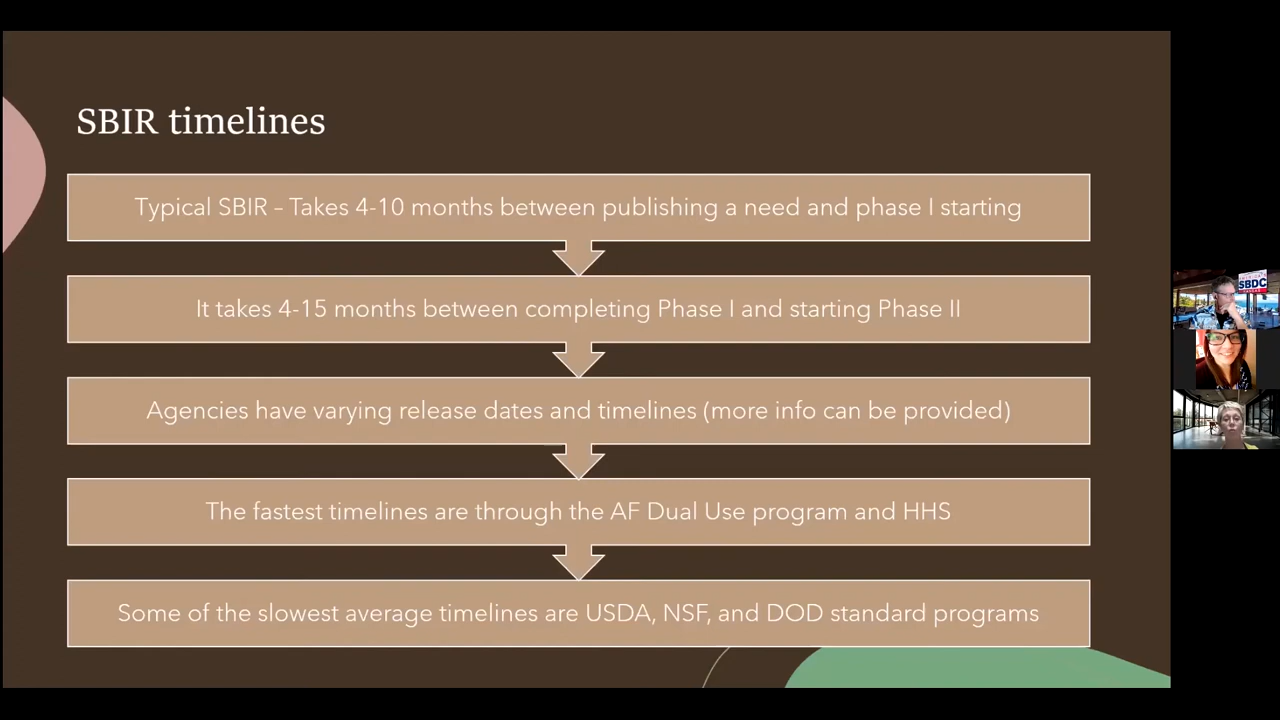 SBIR timelines
Typical SBIR – Takes 4-10 months between publishing a need and phase I starting
It takes 4-15 months between completing Phase I and starting Phase II
Agencies have varying release dates and timelines (more info can be provided)
The fastest timelines are through the AF Dual Use program and HHS
Some of the slowest average timelines are USDA, NSF, and DOD standard programs
SBDC